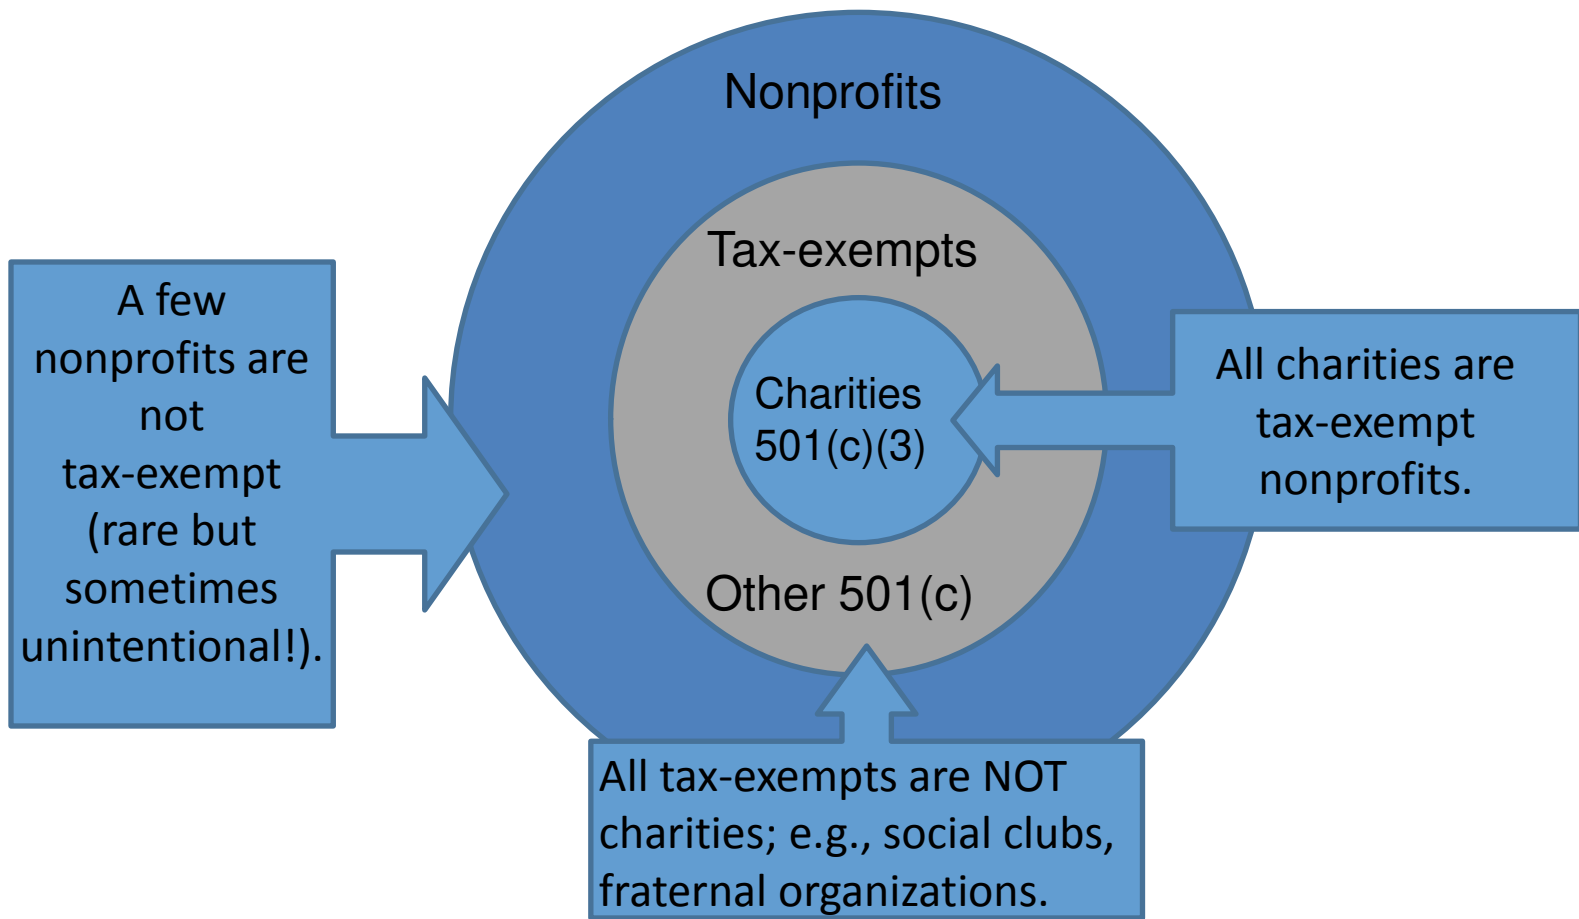 Nonprofits
Tax-exempts
Charities
501(c)(3)
Other 501(c)
A few
nonprofits are
not
tax-exempt
(rare but
sometimes
unintentional!).
All charities are
tax-exempt
nonprofits.
All tax-exempts are NOT
charities; e.g., social clubs,
fraternal organizations.